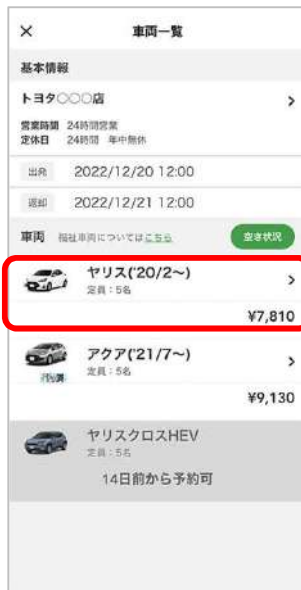 ×
車両一覧
基本情報
トヨタ〇〇〇店
>
営業時間 24時間営業
定休日 24時間 年中無休
出発 2022/12/20 12:00
返却 2022/12/21 12:00
車両 福祉車両についてはこちら 空き状況
ヤリス('20/2～)
定員：5名
>
¥7,810
アクア('21/7～)
定員：5名
>
¥9,130
ヤリスクロスHEV
定員：5名
14日前から予約可